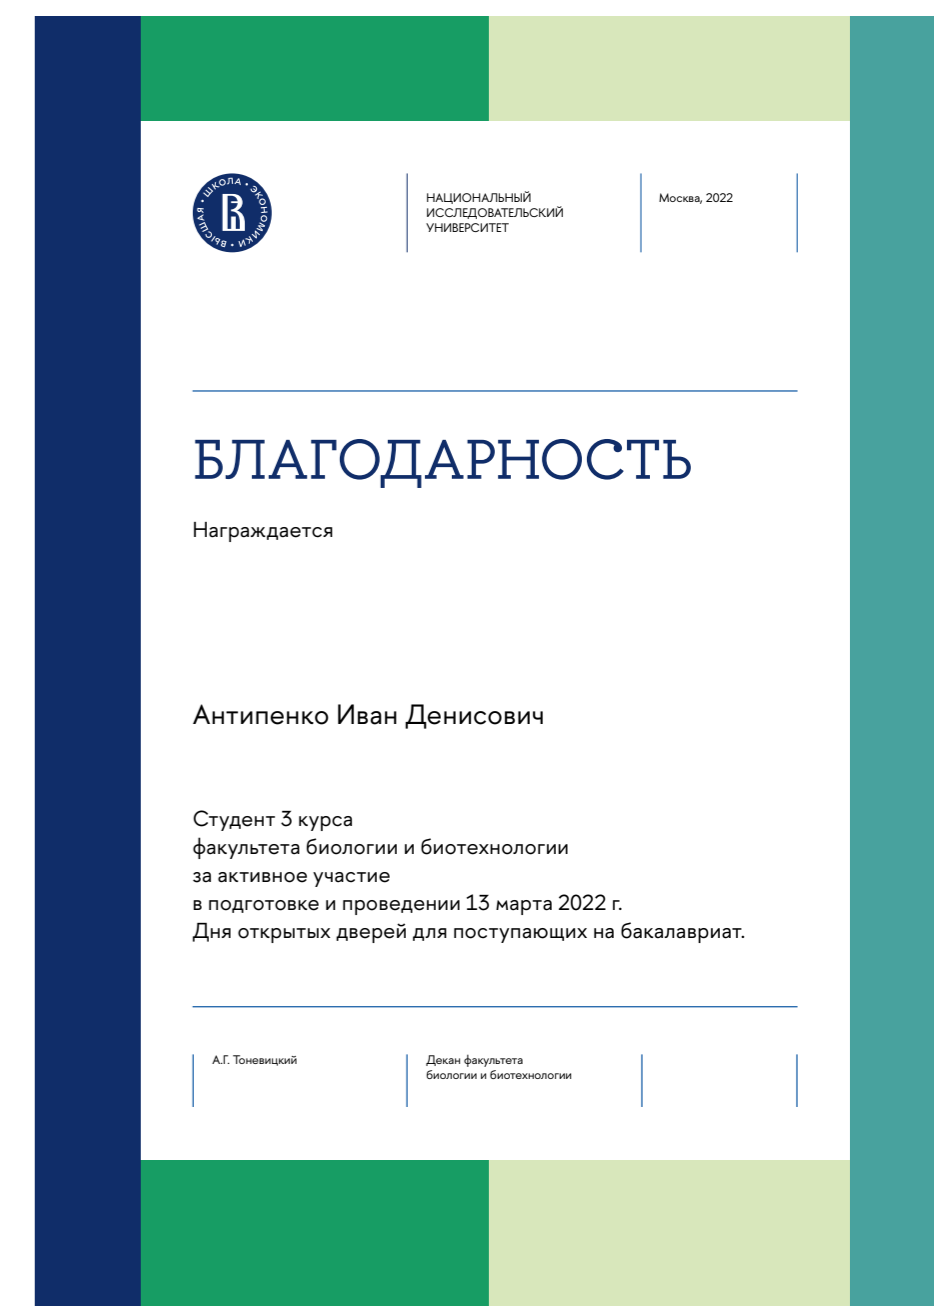 ВЫСШАЯ • ШКОЛА • ЭКОНОМИКИ •
НАЦИОНАЛЬНЫЙ
ИССЛЕДОВАТЕЛЬСКИЙ
УНИВЕРСИТЕТ
Москва, 2022
БЛАГОДАРНОСТЬ
Награждается
Антипенко Иван Денисович
Студент 3 курса
факультета биологии и биотехнологии
за активное участие
в подготовке и проведении 13 марта 2022 г.
Дня открытых дверей для поступающих на бакалавриат.
А.Г. Тоневицкий
Декан факультета
биологии и биотехнологии